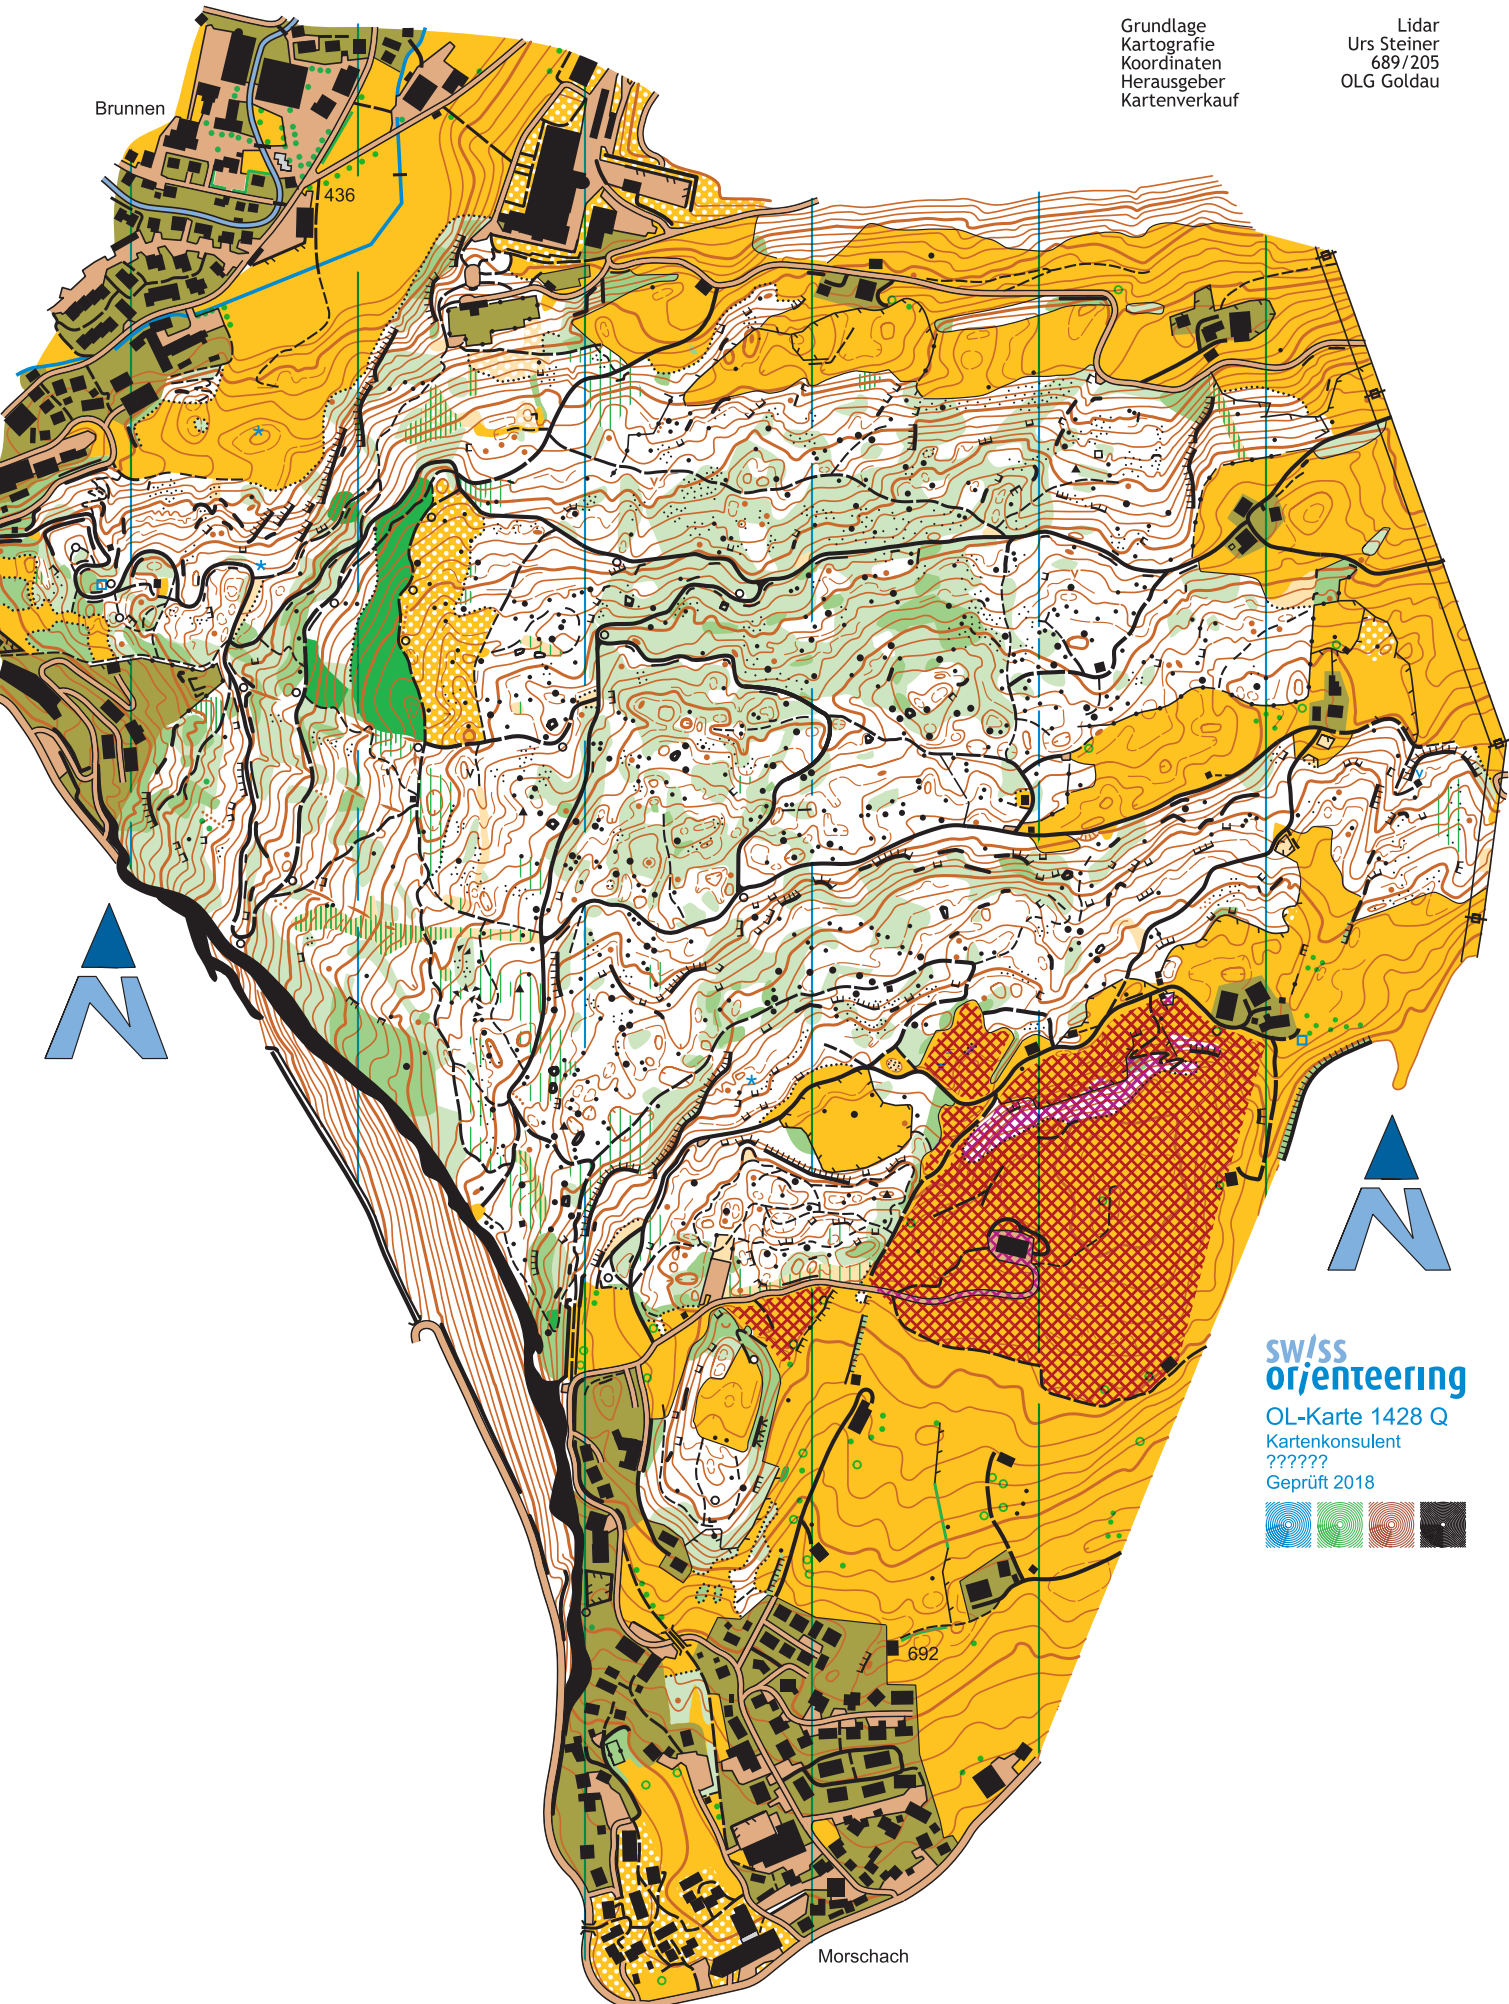 Grundlage Lidar
Kartografie Urs Steiner
Koordinaten 689/205
Herausgeber OLG Goldau
Kartenverkauf
Brunnen
436
swiss
orienteering
OL-Karte 1428 Q
Kartenkonsulent
??????
Geprüft 2018
692
Morschach